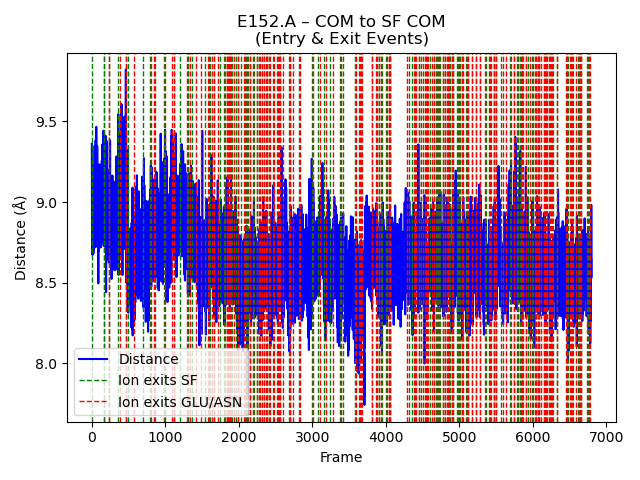 E152.A – COM to SF COM
(Entry & Exit Events)
Distance (Å)
9.5
9.0
8.5
8.0
Distance
Ion exits SF
Ion exits GLU/ASN
0 1000 2000 3000 4000 5000 6000 7000
Frame